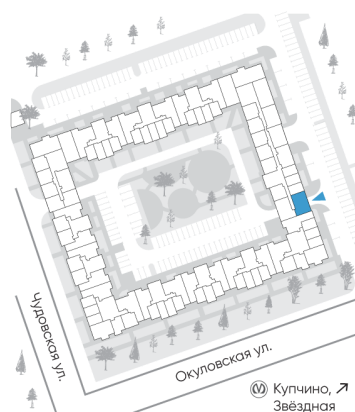 Чудовская ул.
Окуловская ул.
Купчино, ↗
Звёздная